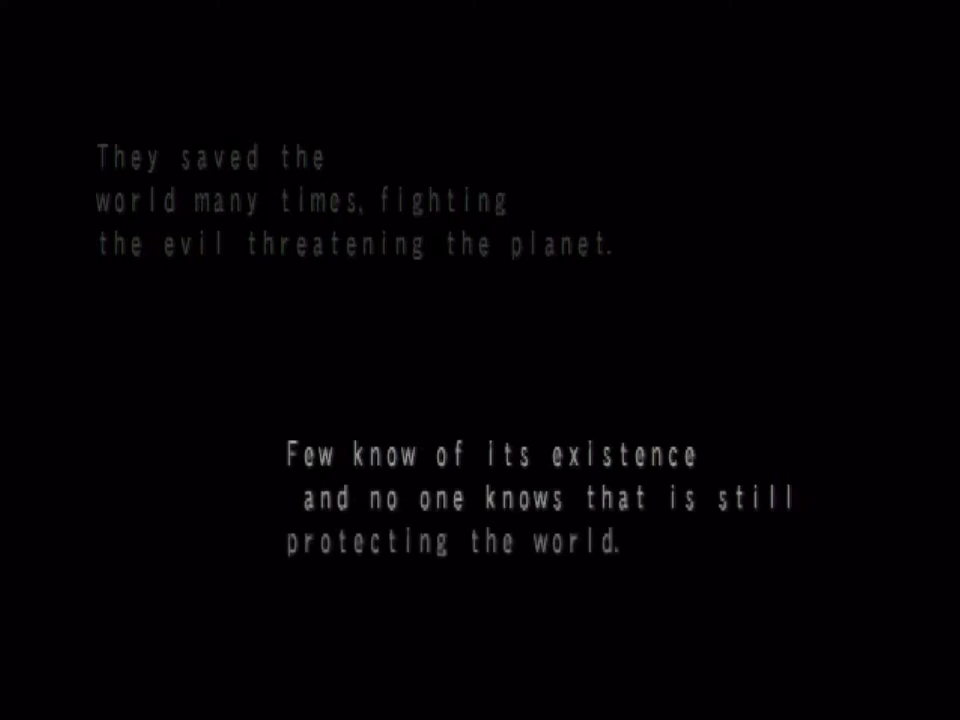 They saved the
world many times, fighting
the evil threatening the planet.
Few know of its existence
and no one knows that is still
protecting the world.